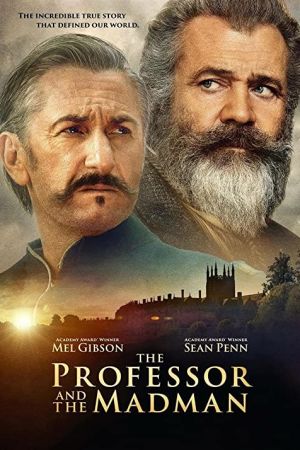 THE INCREDIBLE TRUE STORY
THAT DEFINED OUR WORLD.
ACADEMY AWARD® WINNER
MEL GIBSON
ACADEMY AWARD® WINNER
SEAN PENN
THE
PROFESSOR
AND THE MADMAN